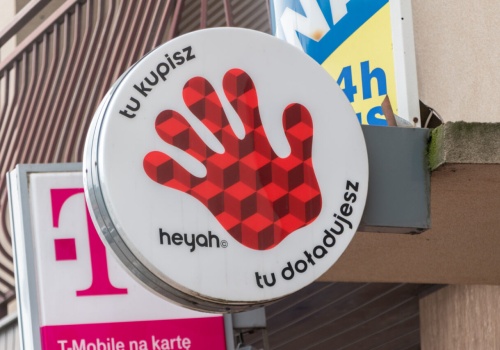 tu kupisz
heyah©
tu doładujesz
T
T-Mobile na kartę
4h